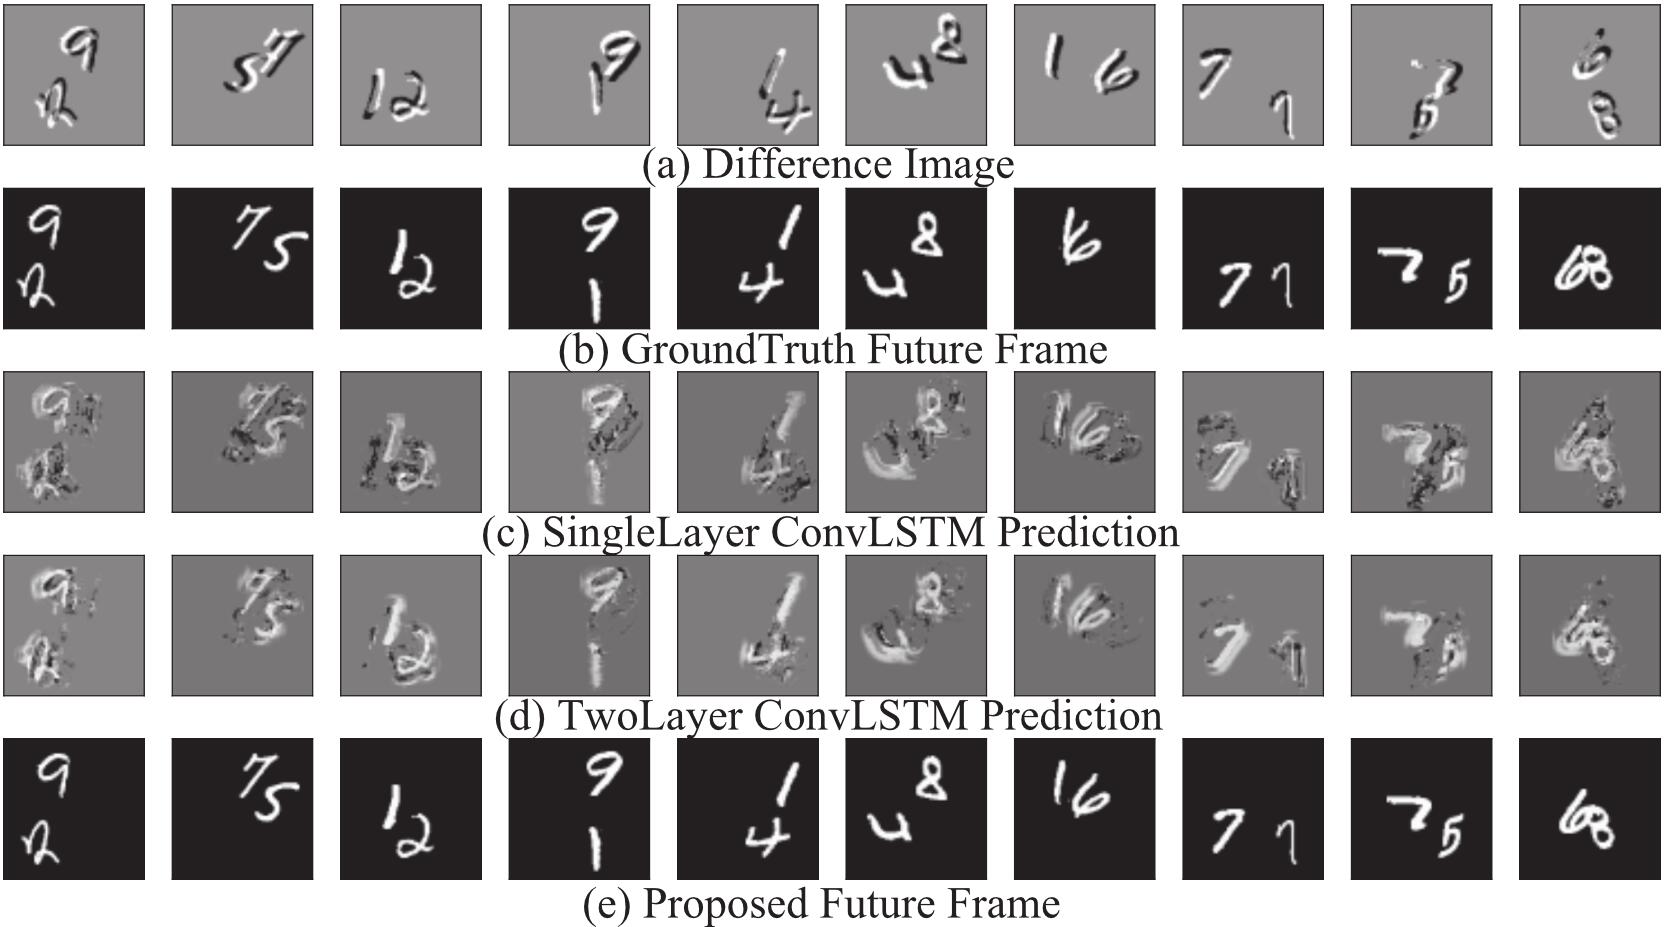 (a) Difference Image
(b) GroundTruth Future Frame
(c) SingleLayer ConvLSTM Prediction
(d) TwoLayer ConvLSTM Prediction
(e) Proposed Future Frame